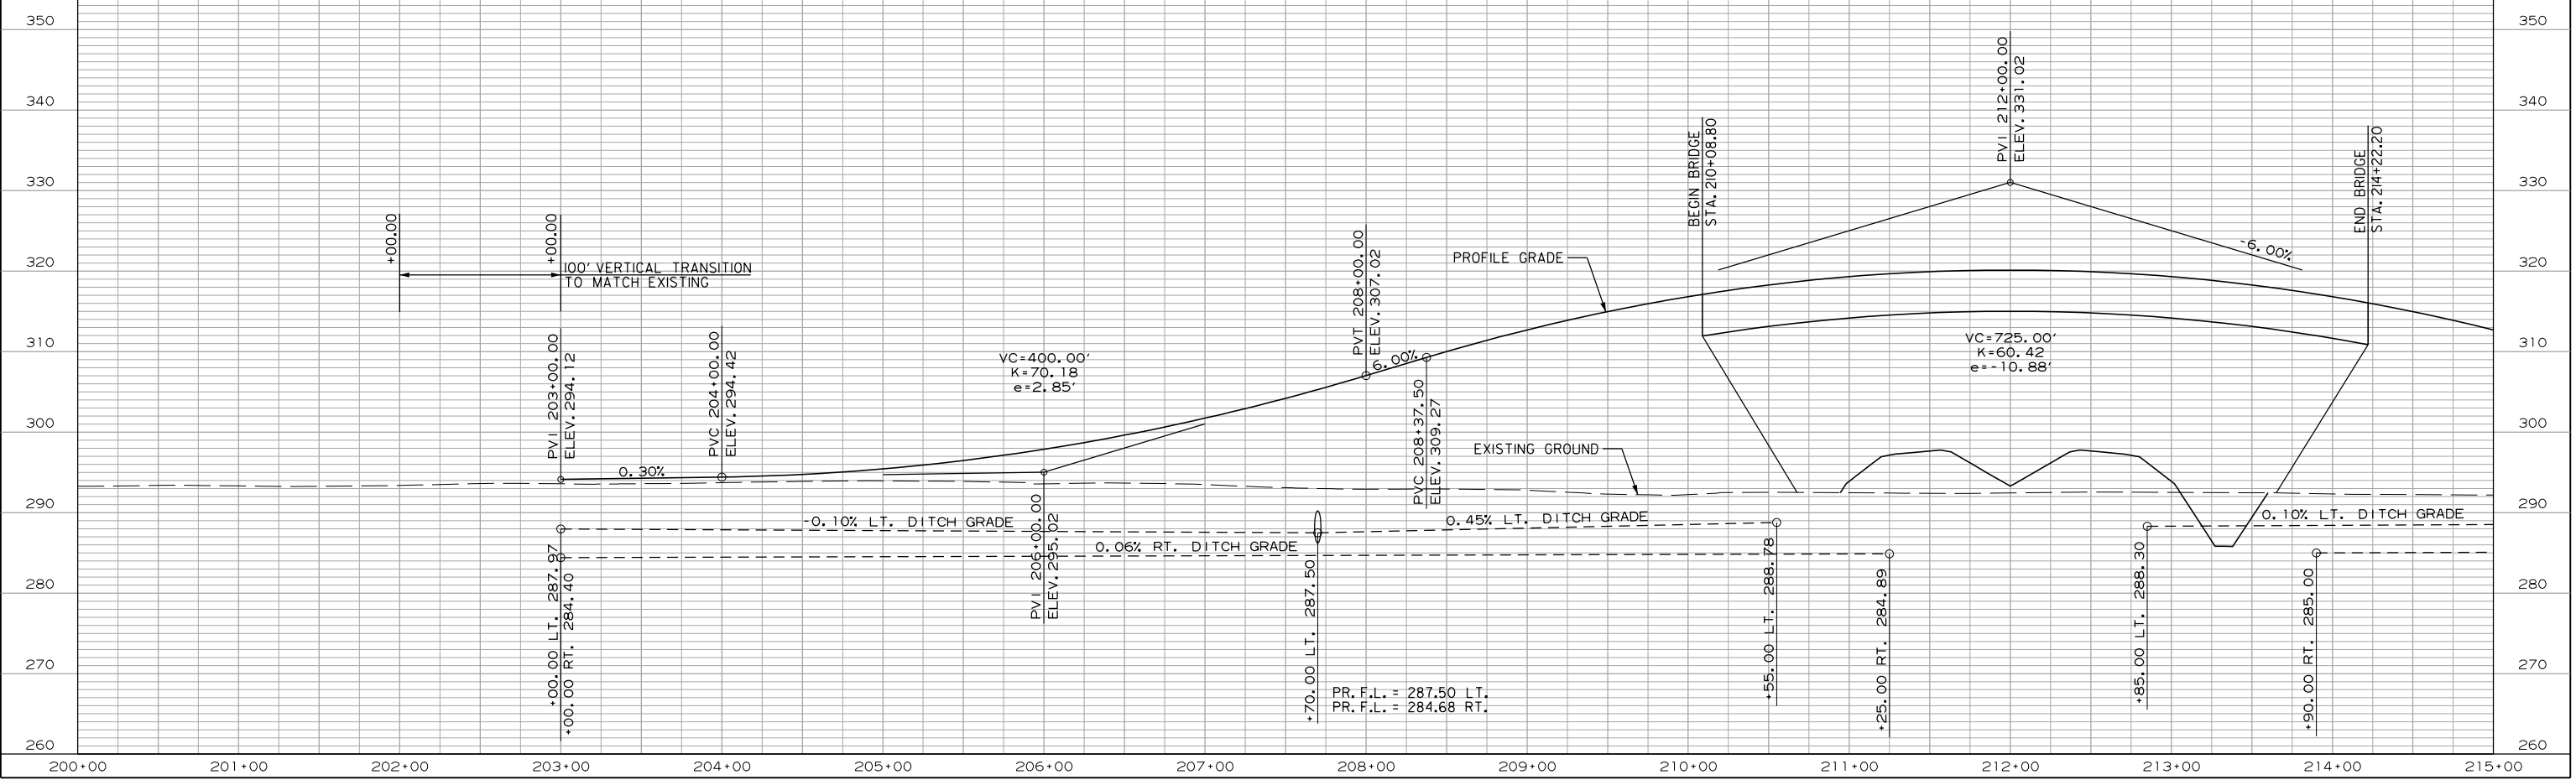 350
350
340
340
330
330
320
320
310
310
300
300
290
290
280
280
270
270
260
260
+00.00
+00.00
100' VERTICAL TRANSITION
TO MATCH EXISTING
PVI 203+00.00
ELEV. 294.12
0.30%
PVC 204+00.00
ELEV. 294.42
VC=400.00'
K=70.18
e=2.85'
PVI 206+00.00
ELEV. 295.02
PVT 208+00.00
ELEV. 307.02
6.00%
PVC 208+37.50
ELEV. 309.27
PROFILE GRADE
EXISTING GROUND
BEGIN BRIDGE
STA. 210+08.80
PVI 212+00.00
ELEV. 331.02
-6.00%
END BRIDGE
STA. 214+22.20
VC=725.00'
K=60.42
e=-10.88'
-0.10% LT. DITCH GRADE
0.45% LT. DITCH GRADE
0.10% LT. DITCH GRADE
0.06% RT. DITCH GRADE
+00.00 LT. 287.97
+00.00 RT. 284.40
+70.00 LT. 287.50
PR. F.L. = 287.50 LT.
PR. F.L. = 284.68 RT.
+55.00 LT. 288.78
+25.00 RT. 284.89
+85.00 LT. 288.30
+90.00 RT. 285.00
200+00
201+00
202+00
203+00
204+00
205+00
206+00
207+00
208+00
209+00
210+00
211+00
212+00
213+00
214+00
215+00